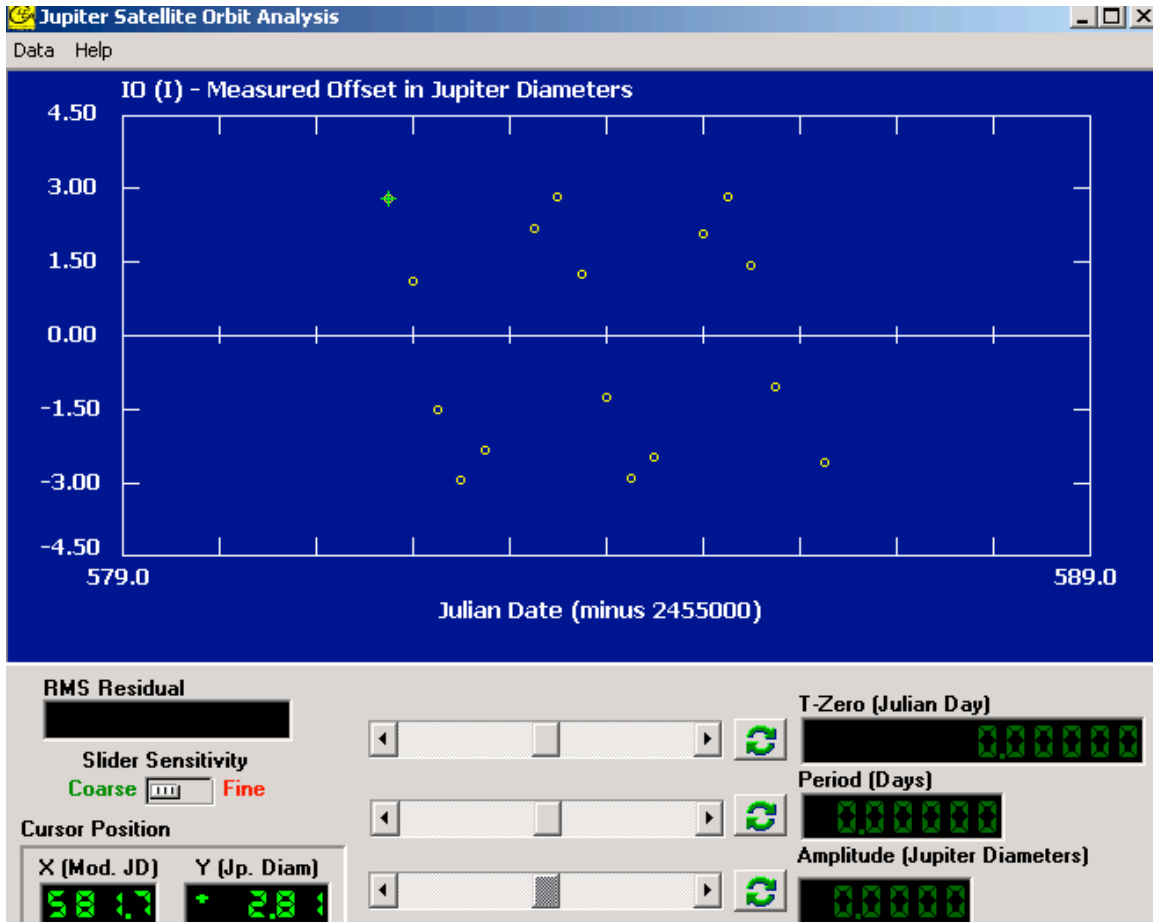 Jupiter Satellite Orbit Analysis
Data Help
IO (I) - Measured Offset in Jupiter Diameters
4.50
3.00
1.50
0.00
-1.50
-3.00
-4.50
579.0 589.0
Julian Date (minus 2455000)
RMS Residual
Slider Sensitivity
Coarse Fine
Cursor Position
X (Mod. JD) Y (Jp. Diam)
581.7 + 2.81
T-Zero (Julian Day)
0.00000
Period (Days)
0.00000
Amplitude (Jupiter Diameters)
0.0000